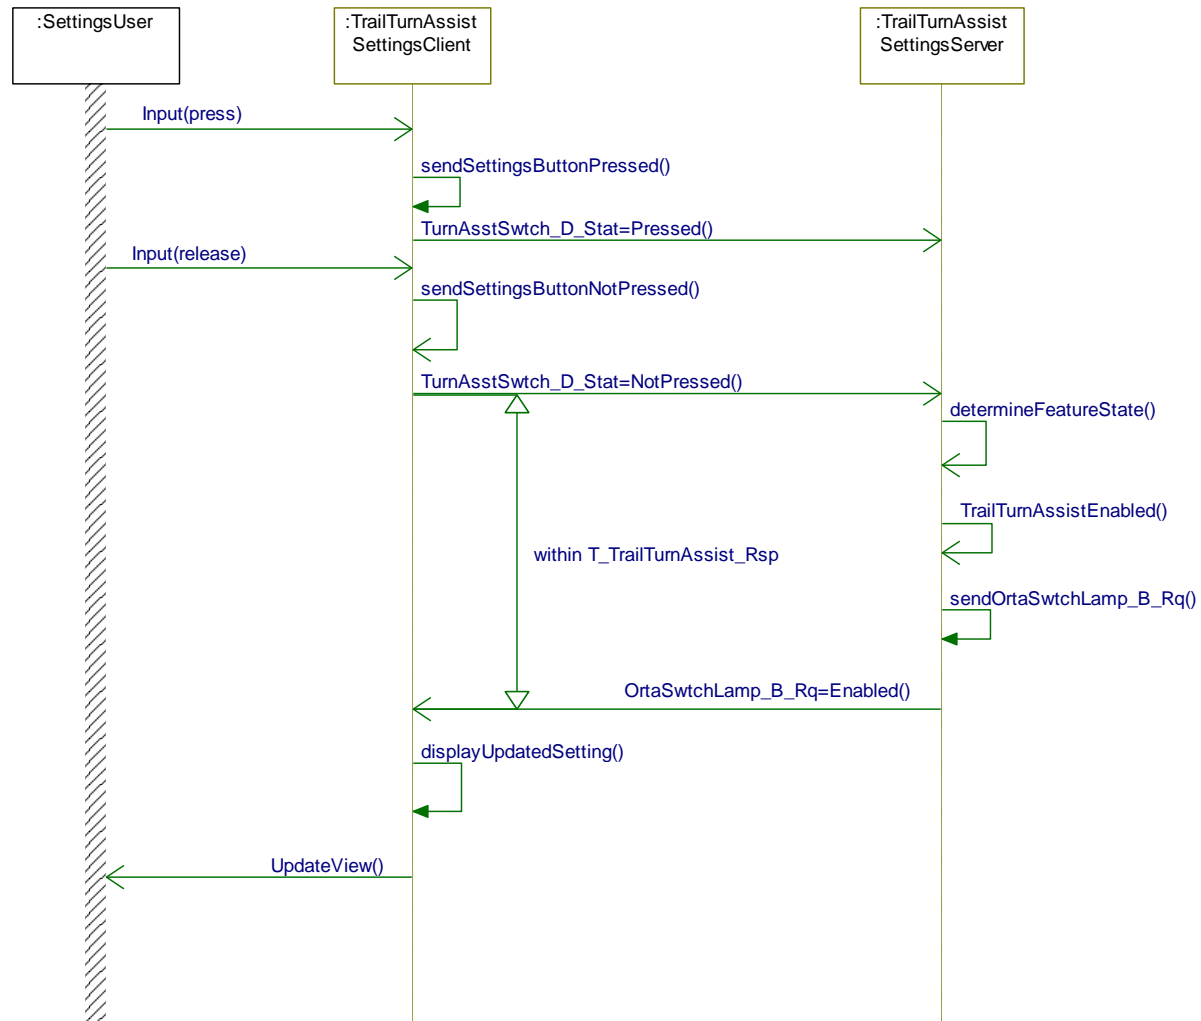 :SettingsUser
:TrailTurnAssist
SettingsClient
:TrailTurnAssist
SettingsServer
Input(press)
sendSettingsButtonPressed()
TurnAsstSwtch_D_Stat=Pressed()
Input(release)
sendSettingsButtonNotPressed()
TurnAsstSwtch_D_Stat=NotPressed()
determineFeatureState()
TrailTurnAssistEnabled()
within T_TrailTurnAssist_Rsp
sendOrtaSwtchLamp_B_Rq()
OrtaSwtchLamp_B_Rq=Enabled()
displayUpdatedSetting()
UpdateView()